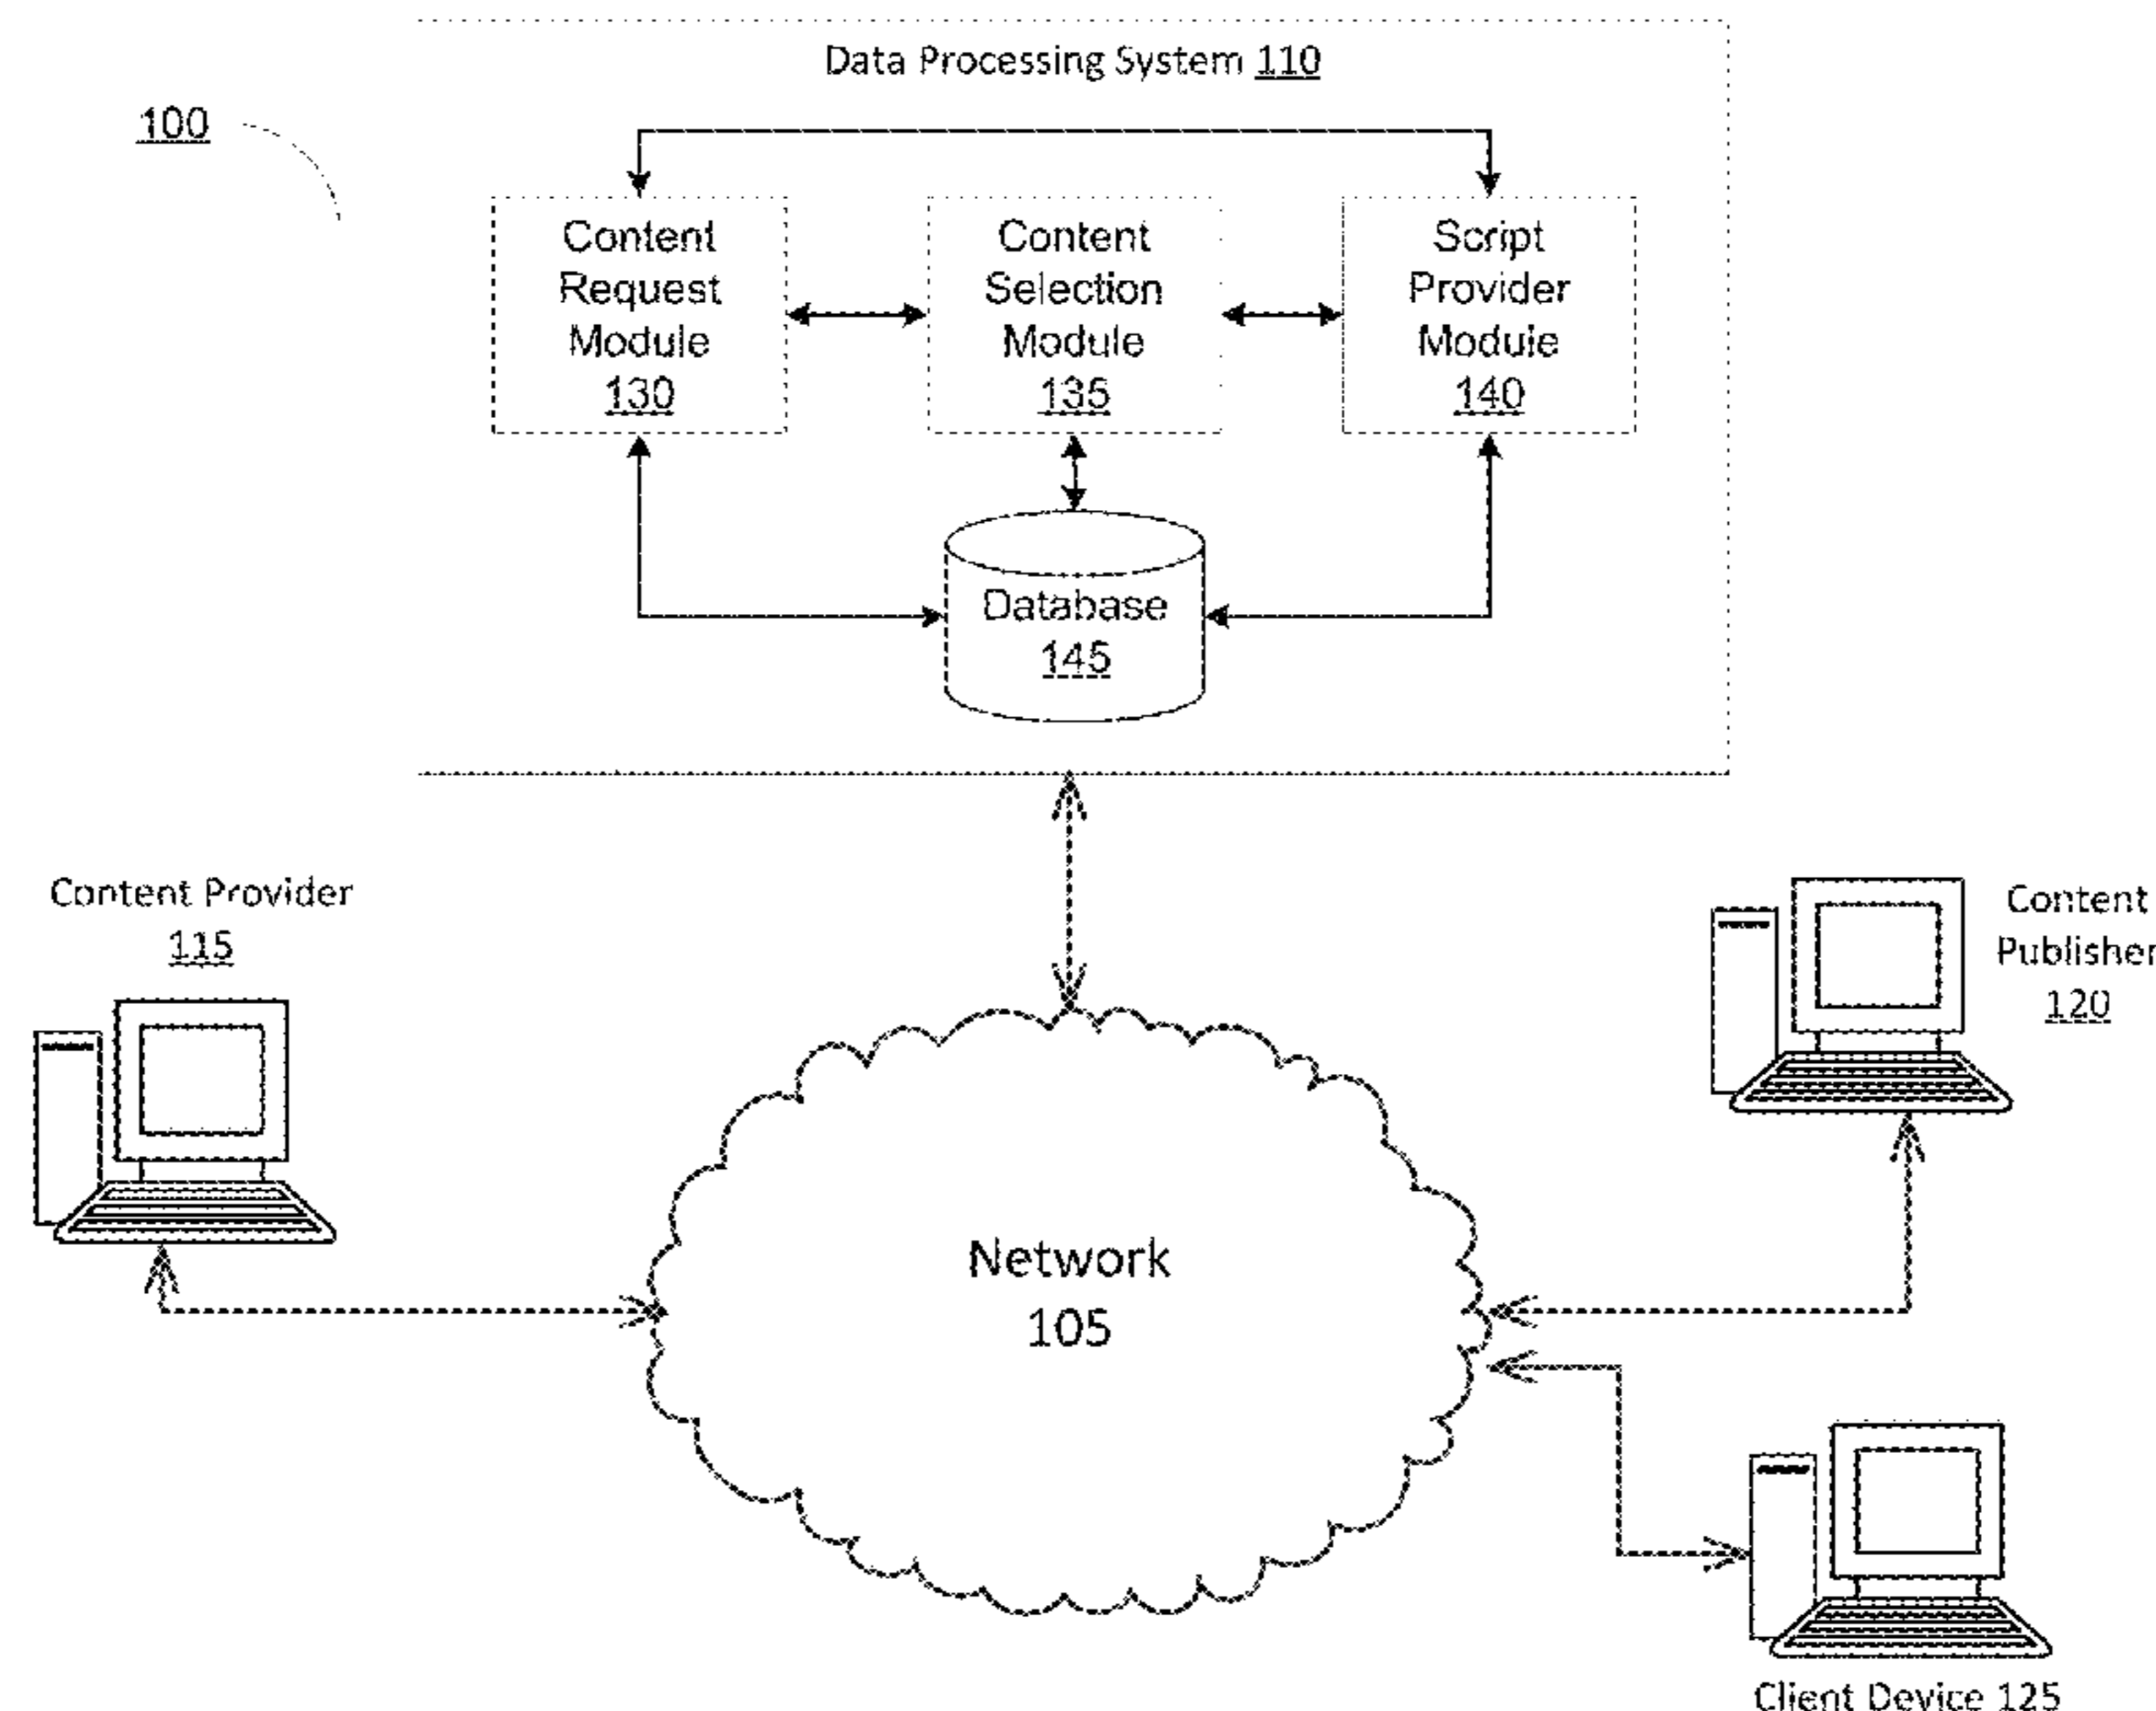 Data Processing System 110
100
Content
Request
Module
130
Content
Selection
Module
135
Script
Provider
Module
140
Database
145
Content Provider
115
Content
Publisher
120
Network
105
Client Device 125